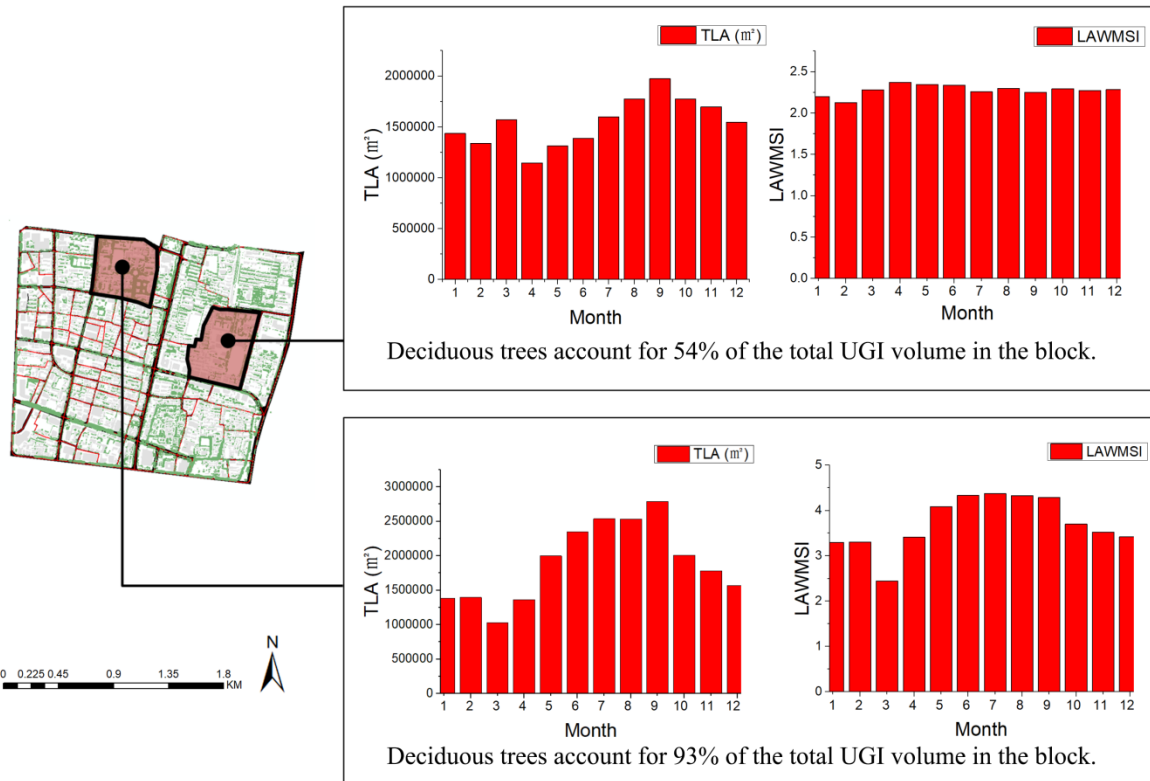 TLA (㎡)
2000000
1500000
1000000
500000
0
TLA (㎡)
1 2 3 4 5 6 7 8 9 10 11 12
Month
LAWMSI
2.5
2.0
1.5
1.0
0.5
0.0
LAWMSI
1 2 3 4 5 6 7 8 9 10 11 12
Month
Deciduous trees account for 54% of the total UGI volume in the block.
TLA (㎡)
3000000
2500000
2000000
1500000
1000000
500000
0
TLA (㎡)
1 2 3 4 5 6 7 8 9 10 11 12
Month
LAWMSI
5
4
3
2
1
0
LAWMSI
1 2 3 4 5 6 7 8 9 10 11 12
Month
Deciduous trees account for 93% of the total UGI volume in the block.
N
0 0.225 0.45 0.9 1.35 1.8
KM